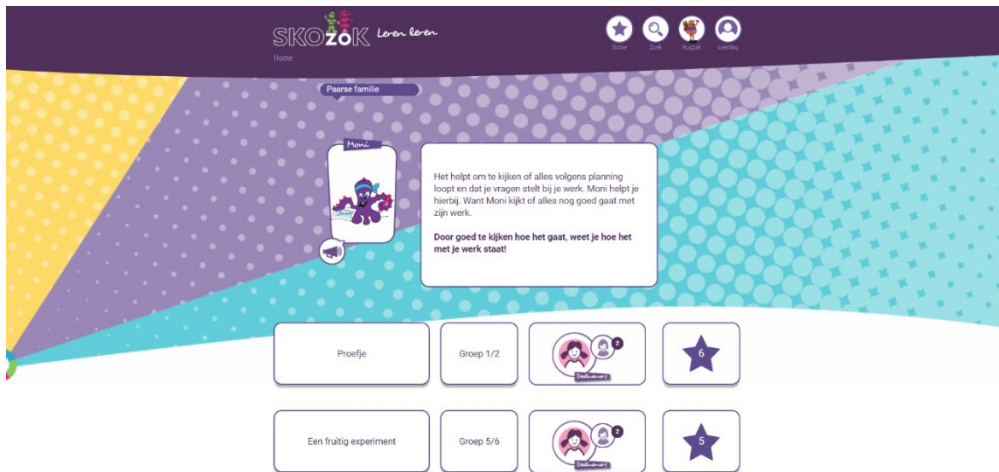 SKOzoK Leren leren
Score Zoek Rugzak Leerling
Home
Paarse familie
Moni
Het helpt om te kijken of alles volgens planning
loopt en dat je vragen stelt bij je werk. Moni helpt je
hierbij. Want Moni kijkt of alles nog goed gaat met
zijn werk.
Door goed te kijken hoe het gaat, weet je hoe het
met je werk staat!
Proefje
Groep 1/2
2
Deelnemers
6
Een fruitig experiment
Groep 5/6
2
Deelnemers
5